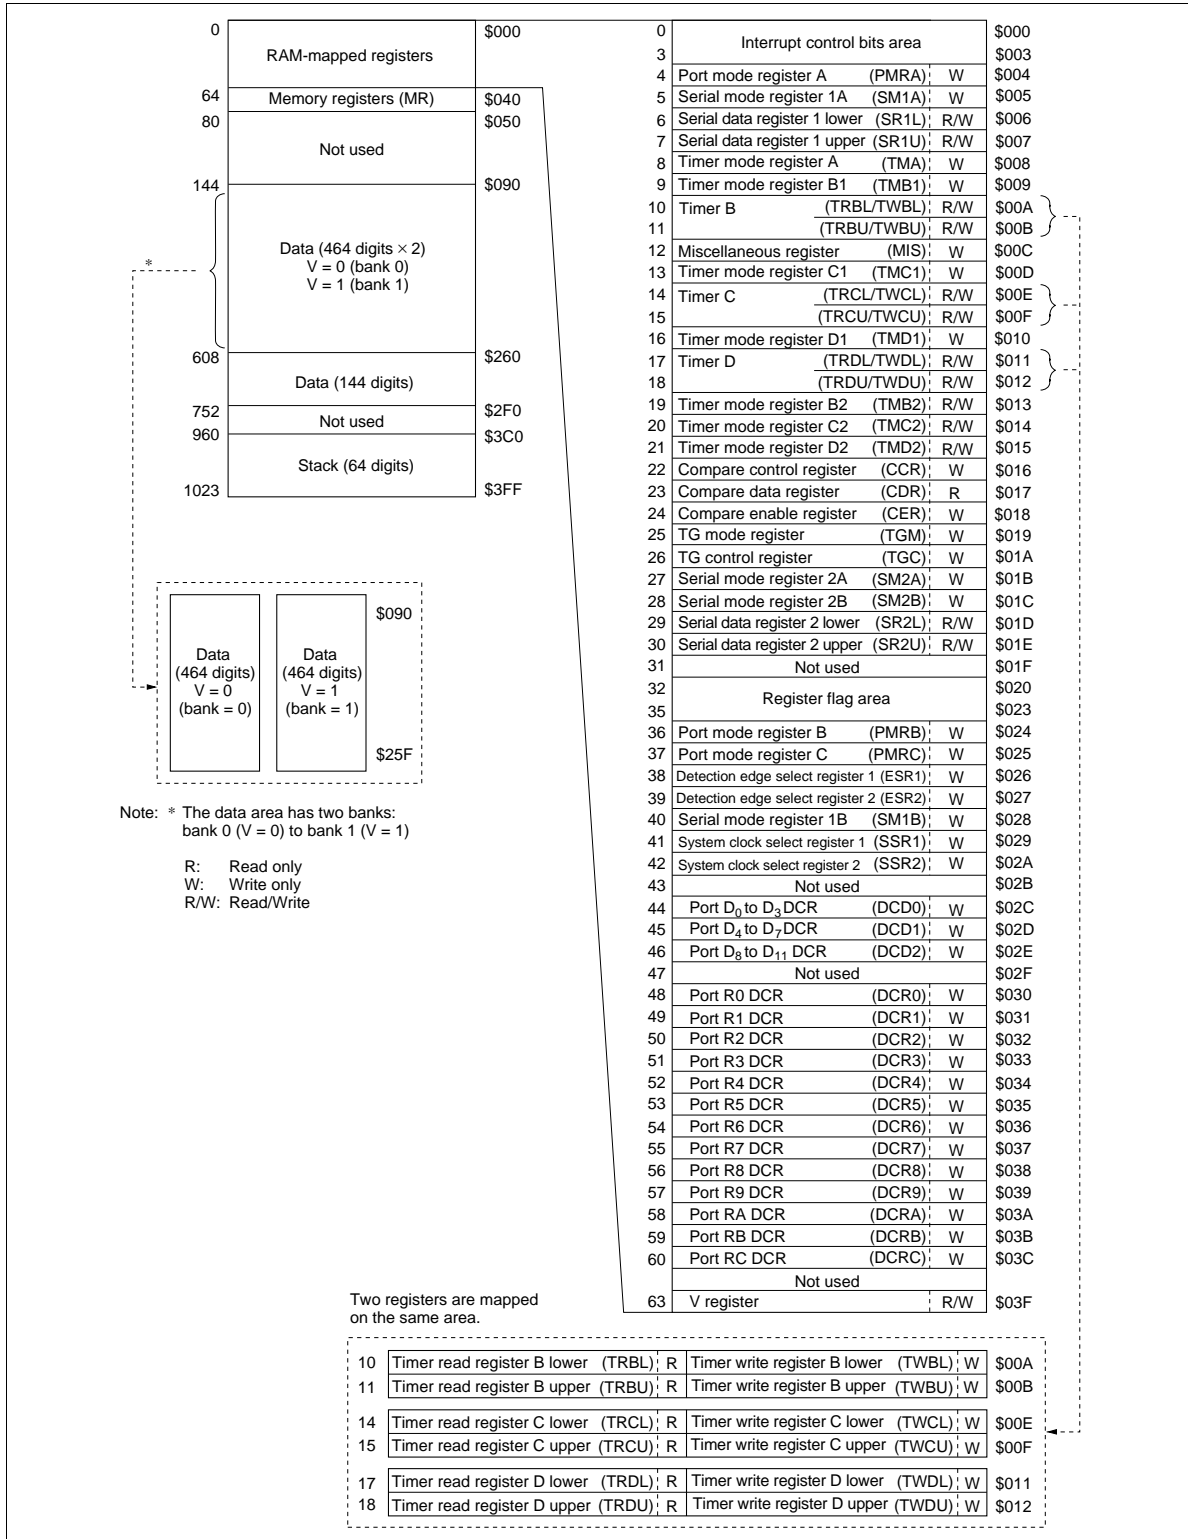 0 RAM-mapped registers $000
64 Memory registers (MR) $040
80 Not used $050
144 $090
Data (464 digits × 2)
V = 0 (bank 0)
V = 1 (bank 1)
*
608 $260
Data (144 digits)
752 $2F0
Not used
960 $3C0
Stack (64 digits)
1023 $3FF
$090
Data
(464 digits)
V = 0
(bank = 0)
Data
(464 digits)
V = 1
(bank = 1)
$25F
Note: * The data area has two banks:
bank 0 (V = 0) to bank 1 (V = 1)
R: Read only
W: Write only
R/W: Read/Write
0 $000
Interrupt control bits area
3 $003
4 Port mode register A (PMRA) W $004
5 Serial mode register 1A (SM1A) W $005
6 Serial data register 1 lower (SR1L) R/W $006
7 Serial data register 1 upper (SR1U) R/W $007
8 Timer mode register A (TMA) W $008
9 Timer mode register B1 (TMB1) W $009
10 Timer B (TRBL/TWBL) R/W $00A
11 (TRBU/TWBU) R/W $00B
12 Miscellaneous register (MIS) W $00C
13 Timer mode register C1 (TMC1) W $00D
14 Timer C (TRCL/TWCL) R/W $00E
15 (TRCU/TWCU) R/W $00F
16 Timer mode register D1 (TMD1) W $010
17 Timer D (TRDL/TWDL) R/W $011
18 (TRDU/TWDU) R/W $012
19 Timer mode register B2 (TMB2) R/W $013
20 Timer mode register C2 (TMC2) R/W $014
21 Timer mode register D2 (TMD2) R/W $015
22 Compare control register (CCR) W $016
23 Compare data register (CDR) R $017
24 Compare enable register (CER) W $018
25 TG mode register (TGM) W $019
26 TG control register (TGC) W $01A
27 Serial mode register 2A (SM2A) W $01B
28 Serial mode register 2B (SM2B) W $01C
29 Serial data register 2 lower (SR2L) R/W $01D
30 Serial data register 2 upper (SR2U) R/W $01E
31 Not used $01F
32 $020
Register flag area
35 $023
36 Port mode register B (PMRB) W $024
37 Port mode register C (PMRC) W $025
38 Detection edge select register 1 (ESR1) W $026
39 Detection edge select register 2 (ESR2) W $027
40 Serial mode register 1B (SM1B) W $028
41 System clock select register 1 (SSR1) W $029
42 System clock select register 2 (SSR2) W $02A
43 Not used $02B
44 Port D0 to D3 DCR (DCD0) W $02C
45 Port D4 to D7 DCR (DCD1) W $02D
46 Port D8 to D11 DCR (DCD2) W $02E
47 Not used $02F
48 Port R0 DCR (DCR0) W $030
49 Port R1 DCR (DCR1) W $031
50 Port R2 DCR (DCR2) W $032
51 Port R3 DCR (DCR3) W $033
52 Port R4 DCR (DCR4) W $034
53 Port R5 DCR (DCR5) W $035
54 Port R6 DCR (DCR6) W $036
55 Port R7 DCR (DCR7) W $037
56 Port R8 DCR (DCR8) W $038
57 Port R9 DCR (DCR9) W $039
58 Port RA DCR (DCRA) W $03A
59 Port RB DCR (DCRB) W $03B
60 Port RC DCR (DCRC) W $03C
Not used
63 V register R/W $03F
Two registers are mapped
on the same area.
10 Timer read register B lower (TRBL) R Timer write register B lower (TWBL) W $00A
11 Timer read register B upper (TRBU) R Timer write register B upper (TWBU) W $00B
14 Timer read register C lower (TRCL) R Timer write register C lower (TWCL) W $00E
15 Timer read register C upper (TRCU) R Timer write register C upper (TWCU) W $00F
17 Timer read register D lower (TRDL) R Timer write register D lower (TWDL) W $011
18 Timer read register D upper (TRDU) R Timer write register D upper (TWDU) W $012